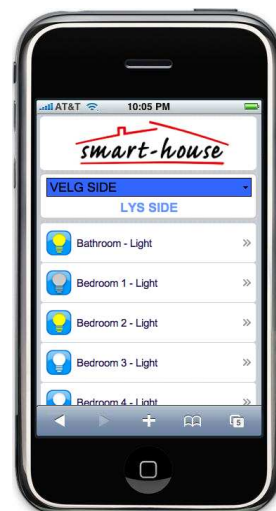 AT&T 10:05 PM
smart-house
VELG SIDE
LYS SIDE
Bathroom - Light
Bedroom 1 - Light
Bedroom 2 - Light
Bedroom 3 - Light
Bedroom 4 - Light
5